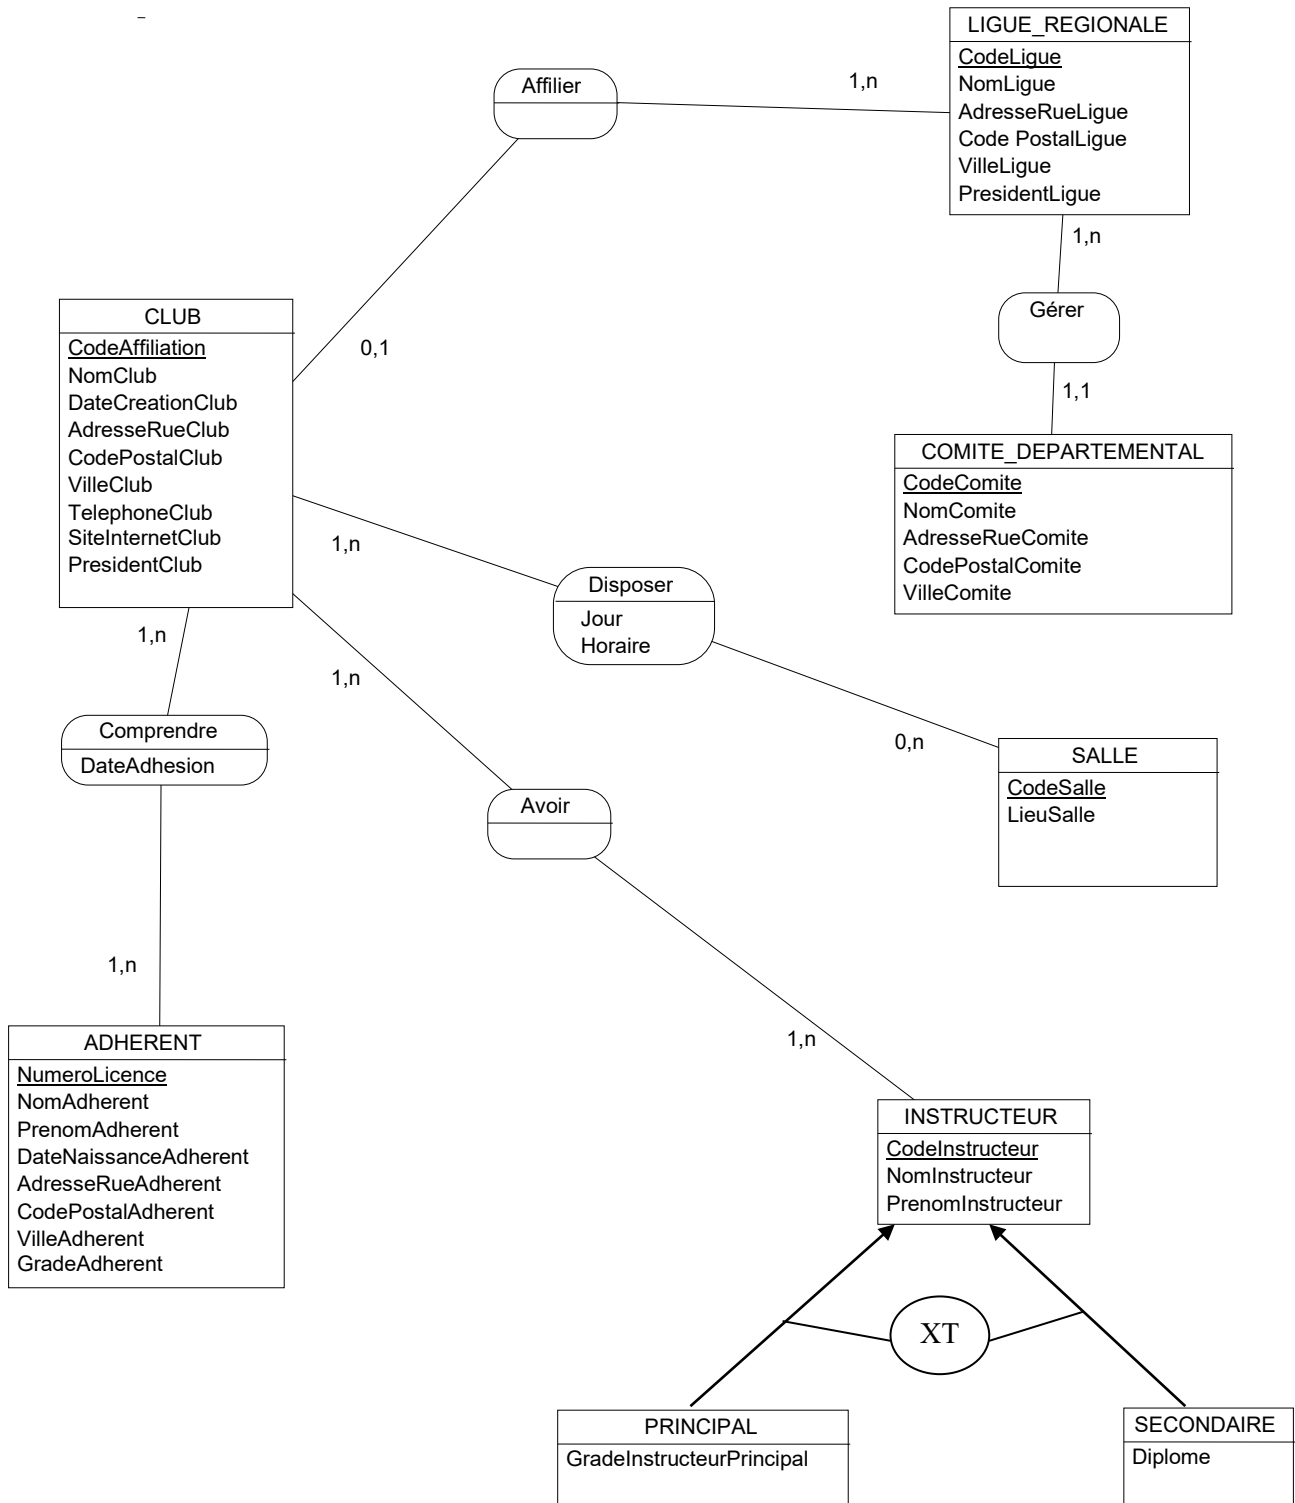 LIGUE_REGIONALE
CodeLigue
NomLigue
AdresseRueLigue
Code PostalLigue
VilleLigue
PresidentLigue
Affilier
1,n
1,n
Gérer
1,1
0,1
CLUB
CodeAffiliation
NomClub
DateCreationClub
AdresseRueClub
CodePostalClub
VilleClub
TelephoneClub
SiteInternetClub
PresidentClub
COMITE_DEPARTEMENTAL
CodeComite
NomComite
AdresseRueComite
CodePostalComite
VilleComite
1,n
Disposer
Jour
Horaire
1,n
1,n
0,n
Comprendre
DateAdhesion
SALLE
CodeSalle
LieuSalle
Avoir
1,n
1,n
ADHERENT
NumeroLicence
NomAdherent
PrenomAdherent
DateNaissanceAdherent
AdresseRueAdherent
CodePostalAdherent
VilleAdherent
GradeAdherent
INSTRUCTEUR
CodeInstructeur
NomInstructeur
PrenomInstructeur
XT
PRINCIPAL
GradeInstructeurPrincipal
SECONDAIRE
Diplome